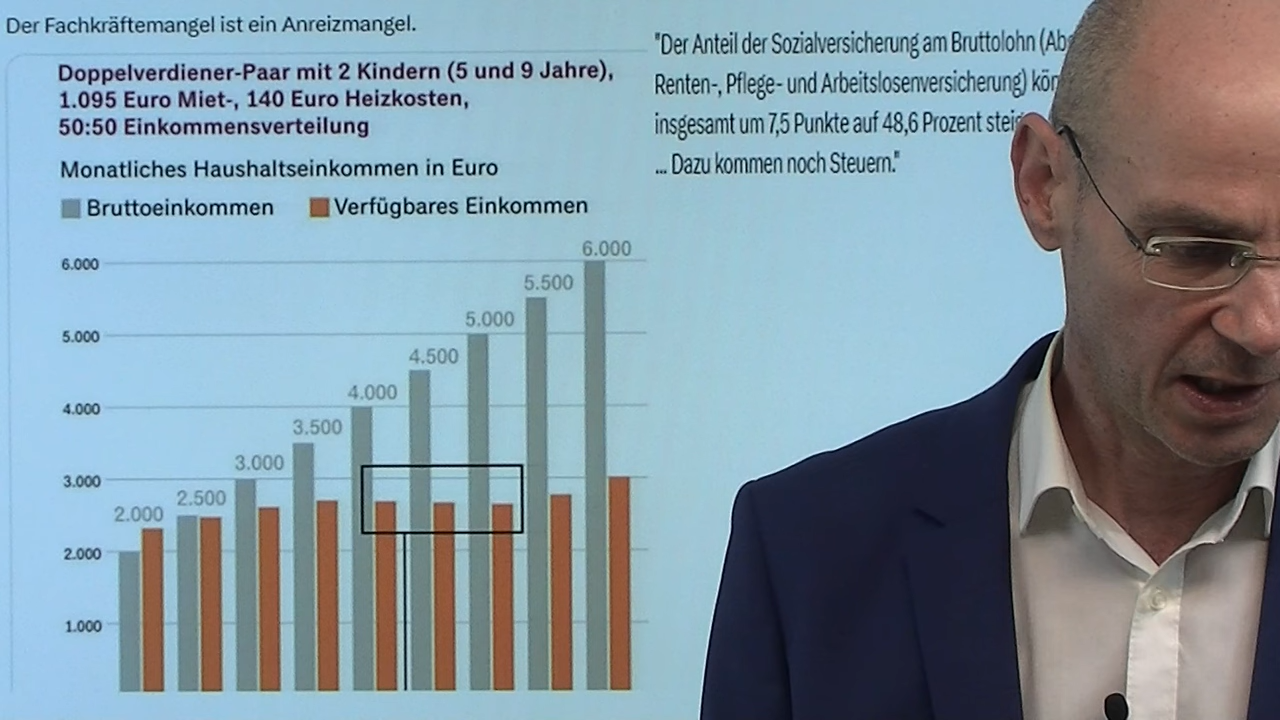 Der Fachkräftemangel ist ein Anreizmangel.
Doppelverdiener-Paar mit 2 Kindern (5 und 9 Jahre),
1.095 Euro Miet-, 140 Euro Heizkosten,
50:50 Einkommensverteilung
Monatliches Haushaltseinkommen in Euro
Bruttoeinkommen Verfügbares Einkommen
6.000
5.000
4.000
3.000
2.000
1.000
2.000
2.500
3.000
3.500
4.000
4.500
5.000
5.500
6.000
"Der Anteil der Sozialversicherung am Bruttolohn
Renten-, Pflege- und Arbeitslosenversicherung)
insgesamt um 7,5 Punkte auf 48,6 Prozent
... Dazu kommen noch Steuern."